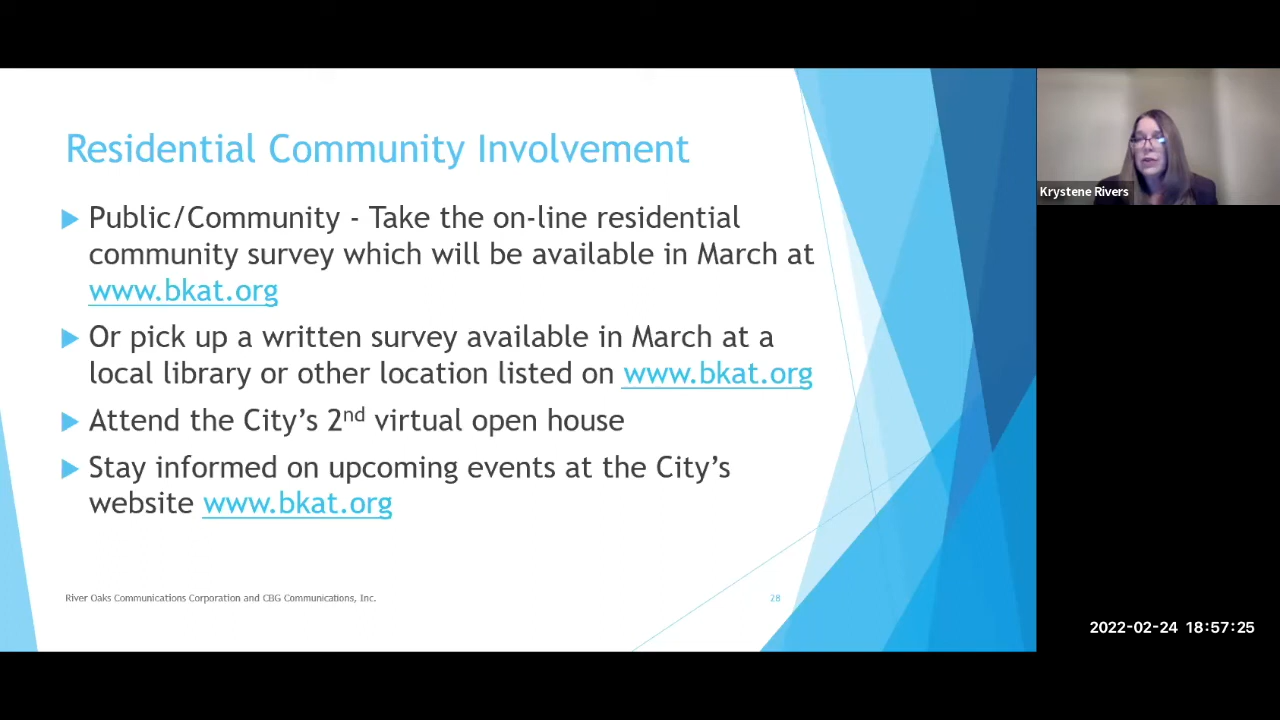 Residential Community Involvement
Public/Community - Take the on-line residential
community survey which will be available in March at
www.bkat.org
Or pick up a written survey available in March at a
local library or other location listed on www.bkat.org
Attend the City’s 2nd virtual open house
Stay informed on upcoming events at the City’s
website www.bkat.org
River Oaks Communications Corporation and CBG Communications, Inc.
28
Krystene Rivers
2022-02-24 18:57:25